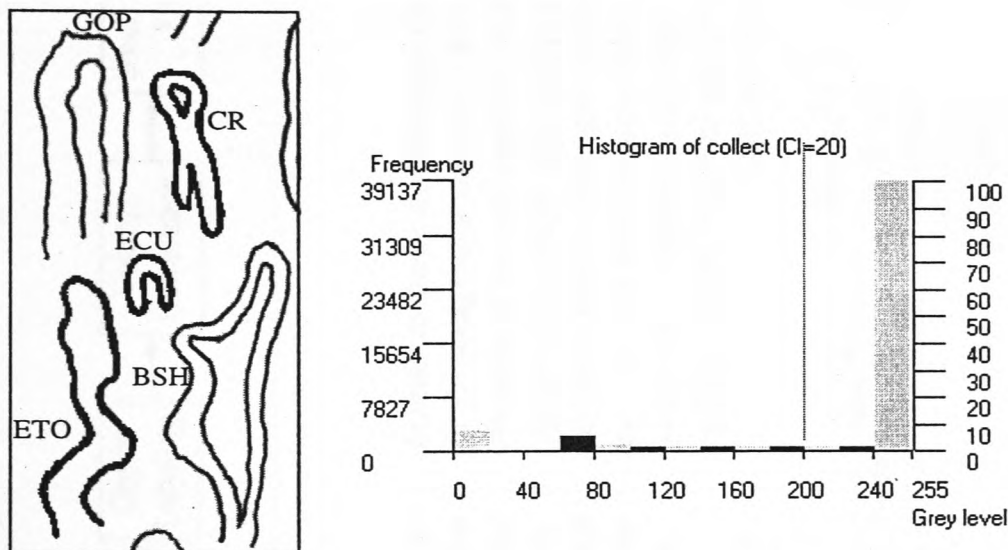 GOP
CR
ECU
BSH
ETO
Histogram of collect (CI=20)
Frequency
39137
31309
23482
15654
7827
0
100
90
80
70
60
50
40
30
20
10
0
0 40 80 120 160 200 240 255
Grey level